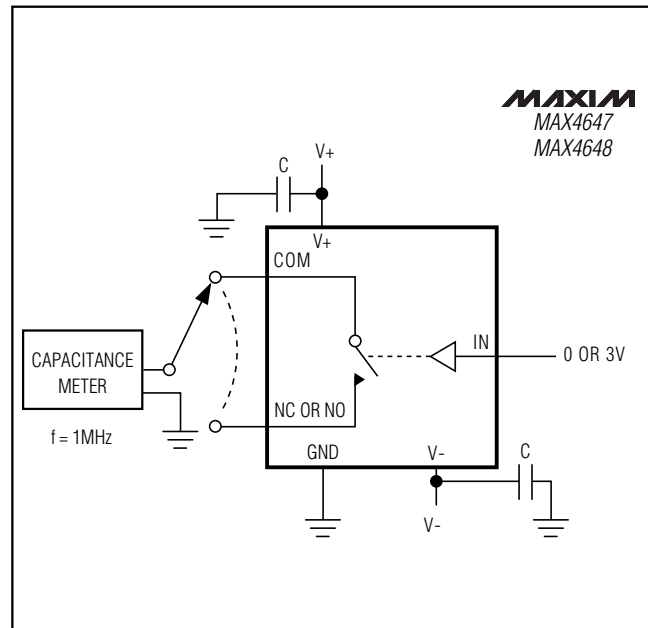 MAXIM
MAX4647
MAX4648
V+
C
V+
COM
IN
0 OR 3V
CAPACITANCE
METER
NC OR NO
f = 1MHz
GND
V-
C
V-